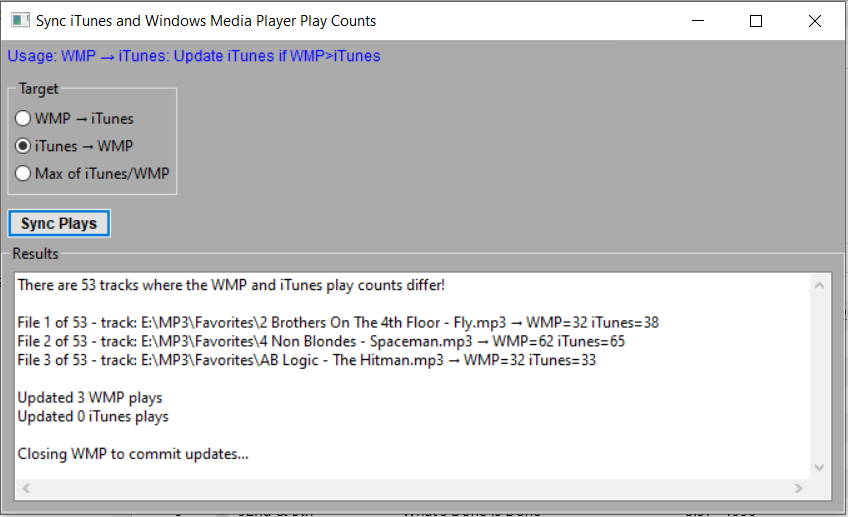 Sync iTunes and Windows Media Player Play Counts
Usage: WMP → iTunes: Update iTunes if WMP>iTunes
Target
WMP → iTunes
iTunes → WMP
Max of iTunes/WMP
Sync Plays
Results
There are 53 tracks where the WMP and iTunes play counts differ!
File 1 of 53 - track: E:\MP3\Favorites\2 Brothers On The 4th Floor - Fly.mp3 → WMP=32 iTunes=38
File 2 of 53 - track: E:\MP3\Favorites\4 Non Blondes - Spaceman.mp3 → WMP=62 iTunes=65
File 3 of 53 - track: E:\MP3\Favorites\AB Logic - The Hitman.mp3 → WMP=32 iTunes=33
Updated 3 WMP plays
Updated 0 iTunes plays
Closing WMP to commit updates...